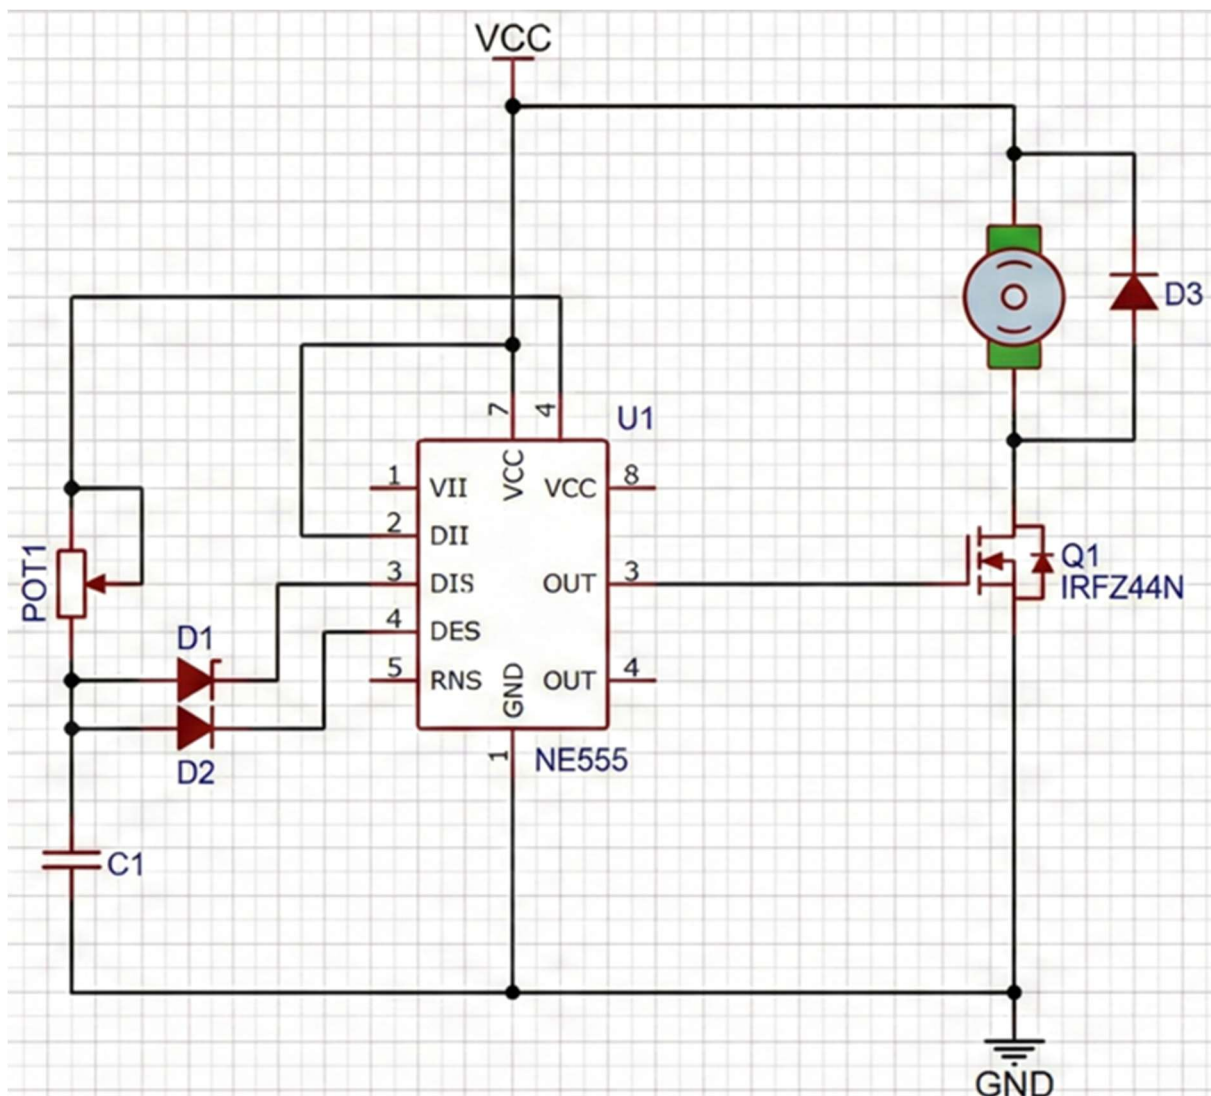 VCC
D3
7
4
U1
1
VII
VCC
VCC
8
2
DII
3
DIS
OUT
3
Q1
IRFZ44N
POT1
D1
4
DES
5
RNS
GND
OUT
4
D2
1
NE555
C1
GND